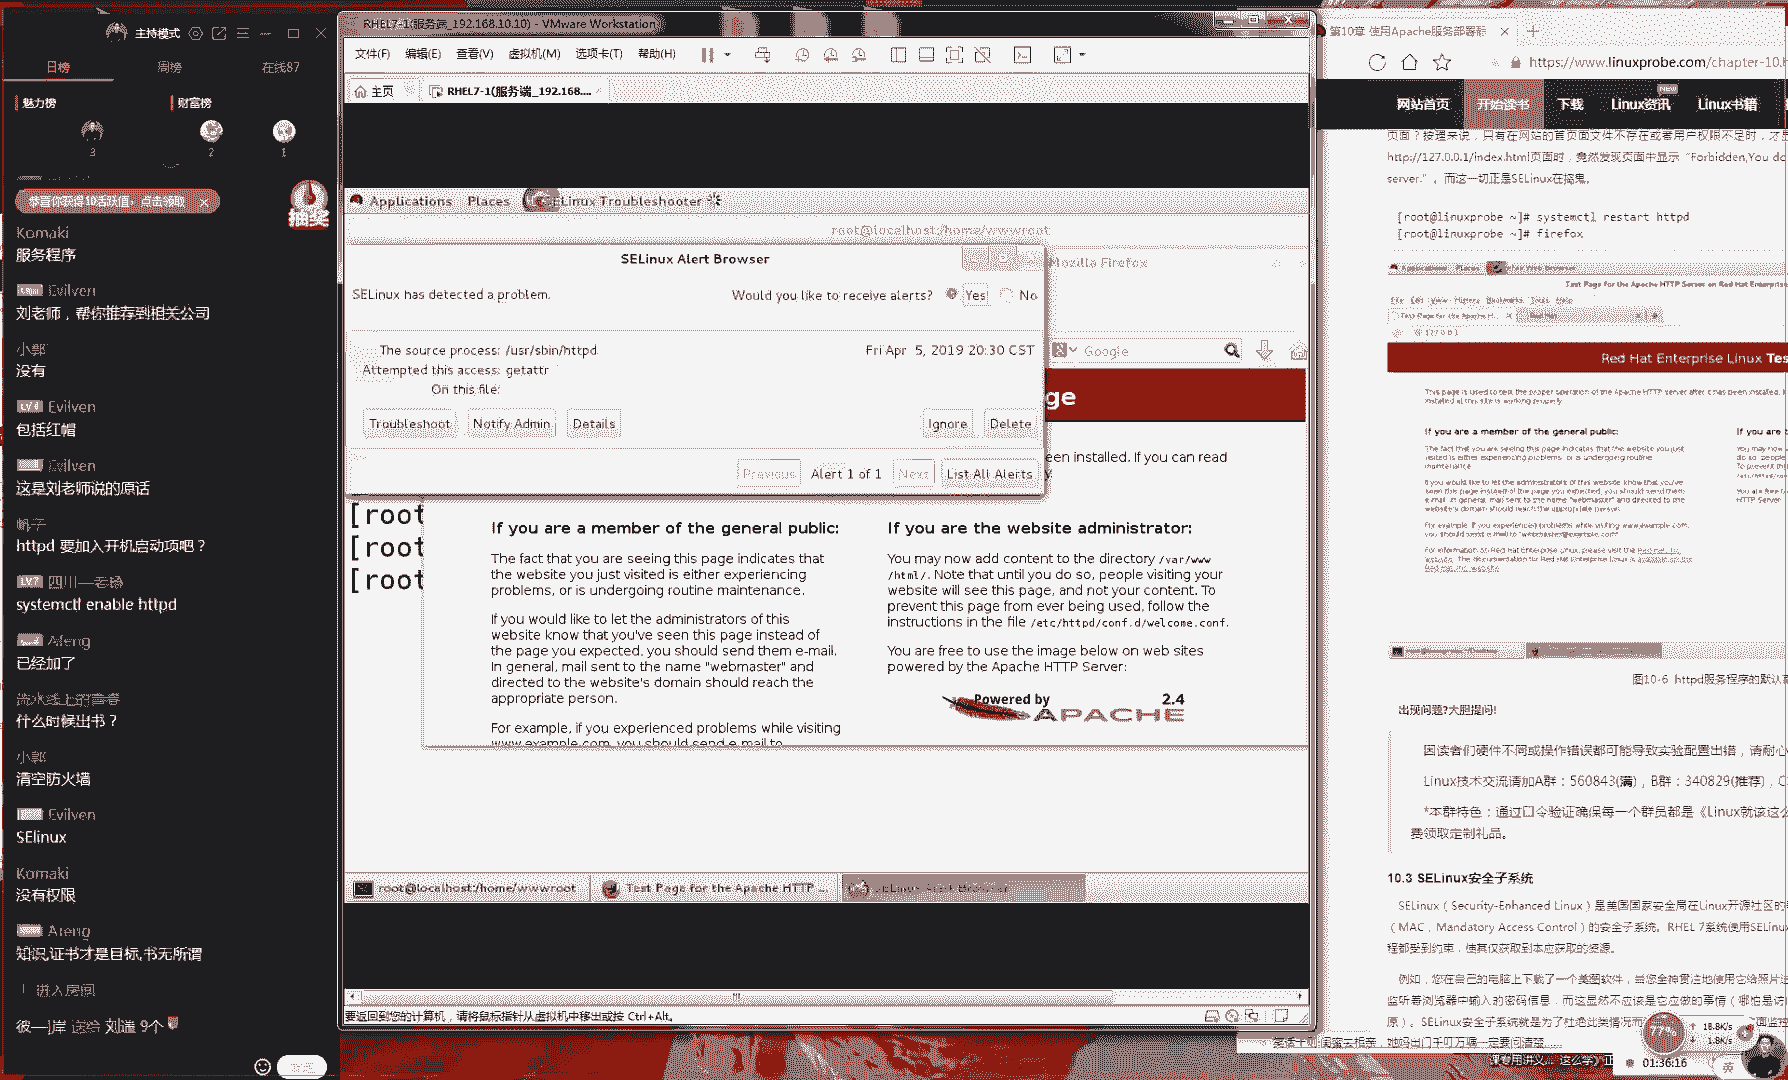 主持模式
日榜
周榜
在线87
魅力榜
财富榜
3
2
1
恭喜你获得10活跃值，点击领取
抽奖
Komaki
服务程序
Evilven
刘老师，帮你推荐到相关公司
小郭
没有
Evilven
包括红帽
Evilven
这是刘老师说的原话
帆子
httpd 要加入开机启动项吧？
LV7 四川—老杨
systemctl enable httpd
Afeng
已经加了
什么时候出书？
小郭
清空防火墙
Evilven
SElinux
Komaki
没有权限
Afeng
知识,证书才是目标,书无所谓
进入房间
彼—岸 送给 刘遄 9个
RHEL7-1(服务端_192.168.10.10) - VMware Workstation
文件(F) 编辑(E) 查看(V) 虚拟机(M) 选项卡(T) 帮助(H)
主页
RHEL7-1(服务端_192.168....
Applications Places SELinux Troubleshooter
root@localhost:/home/wwwroot
Mozilla Firefox
SELinux Alert Browser
SELinux has detected a problem.
Would you like to receive alerts? Yes No
The source process: /usr/sbin/httpd
Fri Apr 5, 2019 20:30 CST
Attempted this access: getattr
On this file:
Troubleshoot Notify Admin Details
Ignore Delete
Previous Alert 1 of 1 Next List All Alerts
Google
ge
een installed. If you can read
y.
[root
[root
[root
If you are a member of the general public:
The fact that you are seeing this page indicates that
the website you just visited is either experiencing
problems, or is undergoing routine maintenance.
If you would like to let the administrators of this
website know that you've seen this page instead of
the page you expected, you should send them e-mail.
In general, mail sent to the name "webmaster" and
directed to the website's domain should reach the
appropriate person.
For example, if you experienced problems while visiting
www.example.com, you should send e-mail to
If you are the website administrator:
You may now add content to the directory /var/www
/html/. Note that until you do so, people visiting your
website will see this page, and not your content. To
prevent this page from ever being used, follow the
instructions in the file /etc/httpd/conf.d/welcome.conf.
You are free to use the image below on web sites
powered by the Apache HTTP Server:
Powered by
APACHE
2.4
root@localhost:/home/wwwroot
Test Page for the Apache HTTP ...
SELinux Alert Browser
要返回到您的计算机，请将鼠标指针从虚拟机中移出或按 Ctrl+Alt。
第10章 使用Apache服务部署静
https://www.linuxprobe.com/chapter-10.h
网站首页 开始读书 下载 Linux资讯 Linux书籍
NEW
页面？按理来说，只有在网站的首页面文件不存在或者用户权限不足时，才是
http://127.0.0.1/index.html页面时，竟然发现页面中显示“Forbidden,You do
server.”。而这一切正是SELinux在捣鬼。
[root@linuxprobe ~]# systemctl restart httpd
[root@linuxprobe ~]# firefox
Test Page for the Apache HTTP Server on Red Hat Enterprise
Red Hat Enterprise Linux Tes
If you are a member of the general public:
If you are t
图10-6 httpd服务程序的默认
出现问题?大胆提问!
因读者们硬件不同或操作错误都可能导致实验配置出错，请耐心
Linux技术交流请加A群：560843(满)，B群：340829(推荐)，C
*本群特色：通过口令验证确保每一个群员都是《Linux就该这么
费领取定制礼品。
10.3 SELinux安全子系统
SELinux（Security-Enhanced Linux）是美国国家安全局在Linux开源社区的
（MAC，Mandatory Access Control）的安全子系统。RHEL 7系统使用SELinux
程都受到约束，使其仅获取到本应获取的资源。
例如，您在自己的电脑上下载了一个美图软件，当您全神贯注地使用它给照片
监听着浏览器中输入的密码信息，而这显然不应该是它应做的事情（哪怕是访
原）。SELinux安全子系统就是为了杜绝此类情况而
77%
18.8K/s
1.8K/s
01:36:16
英